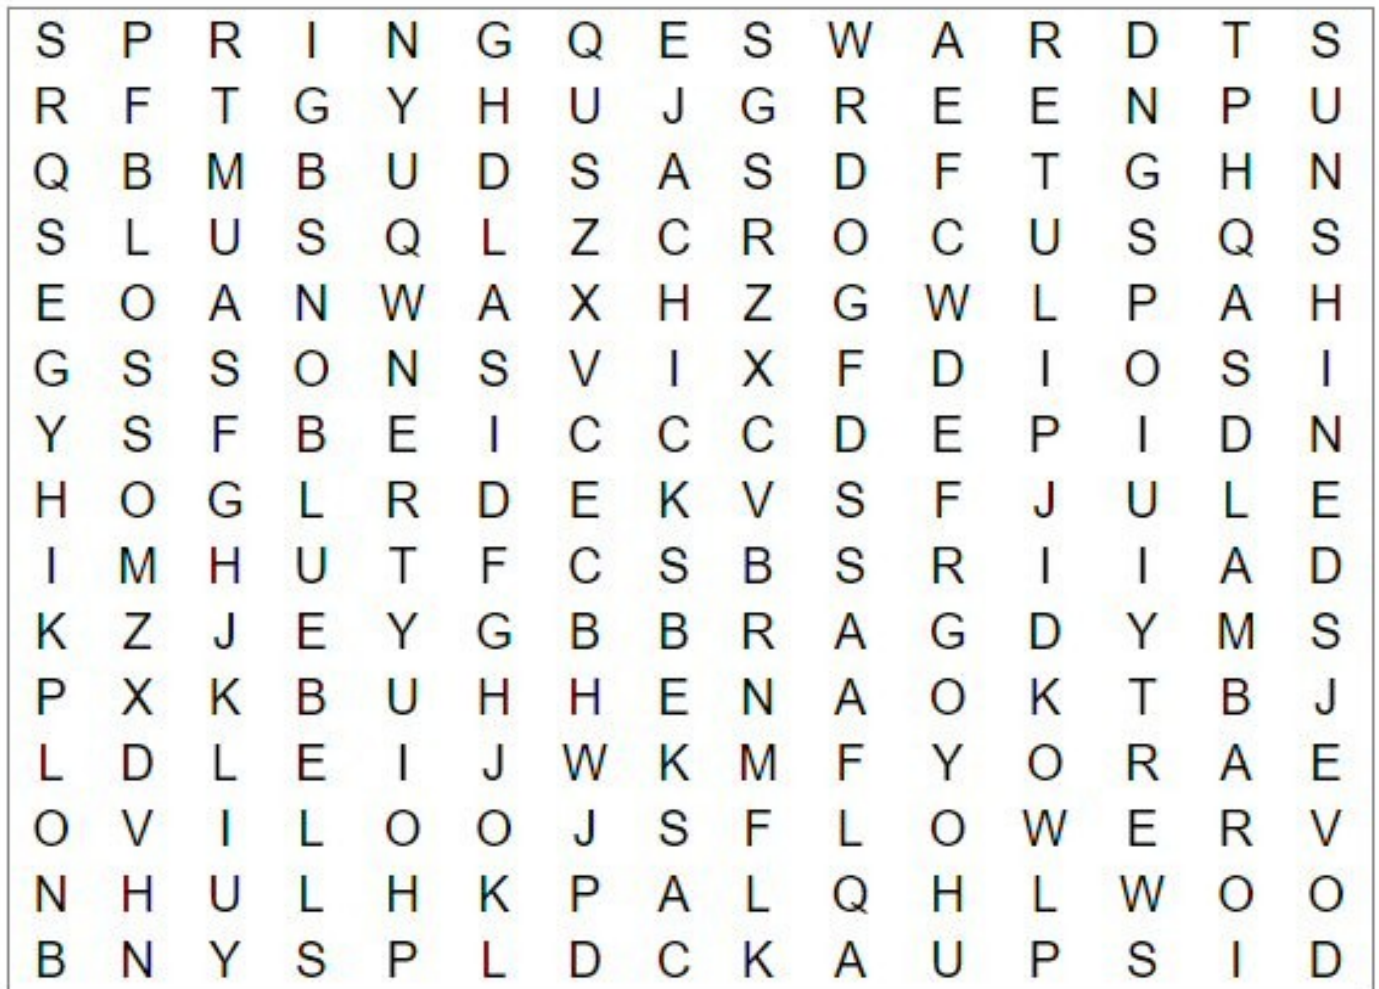 S P R I N G Q E S W A R D T S
R F T G Y H U J G R E E N P U
Q B M B U D S A S D F T G H N
S L U S Q L Z C R O C U S Q S
E O A N W A X H Z G W L P A H
G S S O N S V I X F D I O S I
Y S F B E I C C C D E P I D N
H O G L R D E K V S F J U L E
I M H U T F C S B S R I I A D
K Z J E Y G B B R A G D Y M S
P X K B U H H E N A O K T B J
L D L E I J W K M F Y O R A E
O V I L O O J S F L O W E R V
N H U L H K P A L Q H L W O O
B N Y S P L D C K A U P S I D